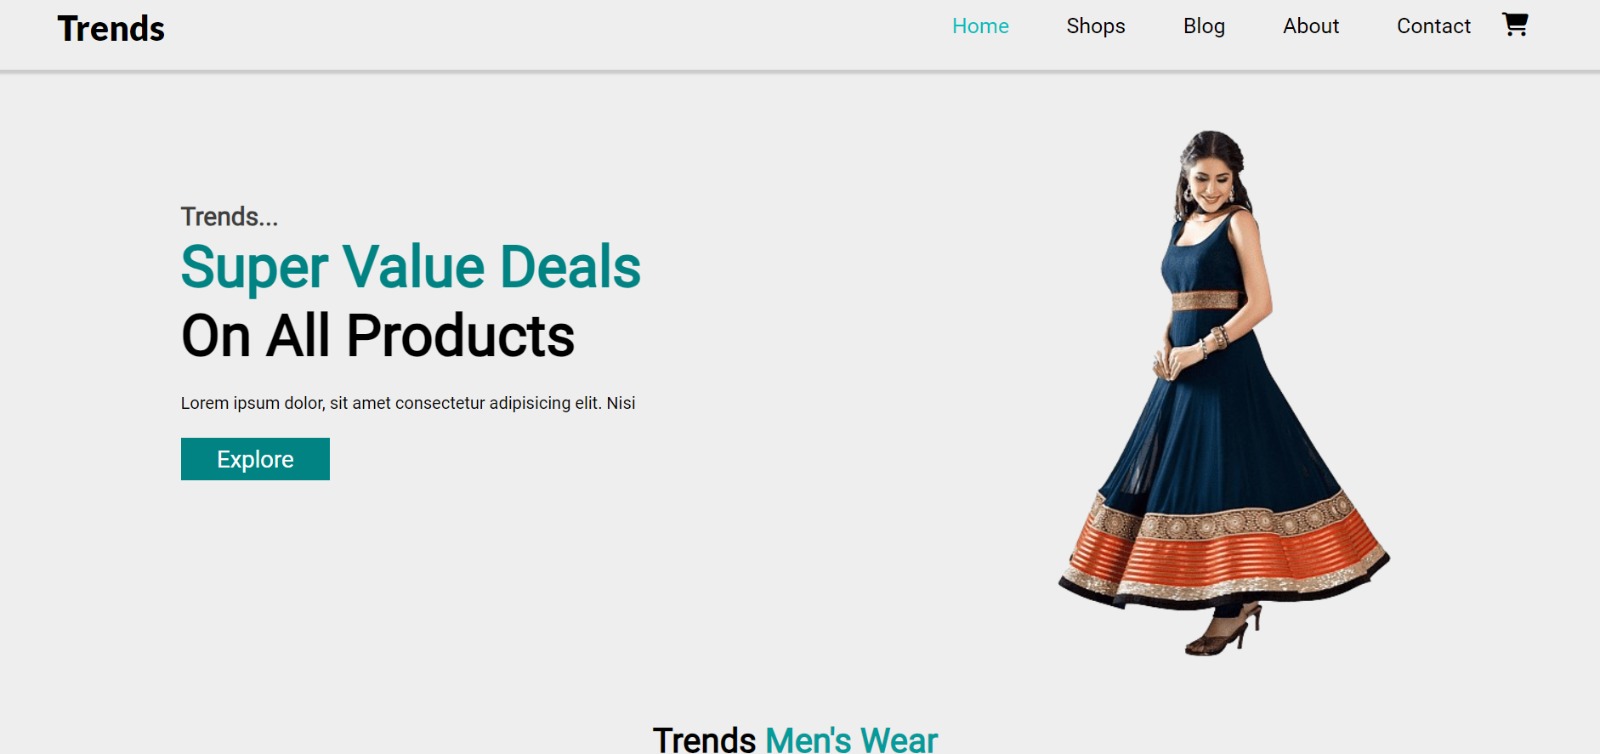 Trends
Home Shops Blog About Contact
Trends...
Super Value Deals
On All Products
Lorem ipsum dolor, sit amet consectetur adipisicing elit. Nisi
Explore
Trends Men's Wear